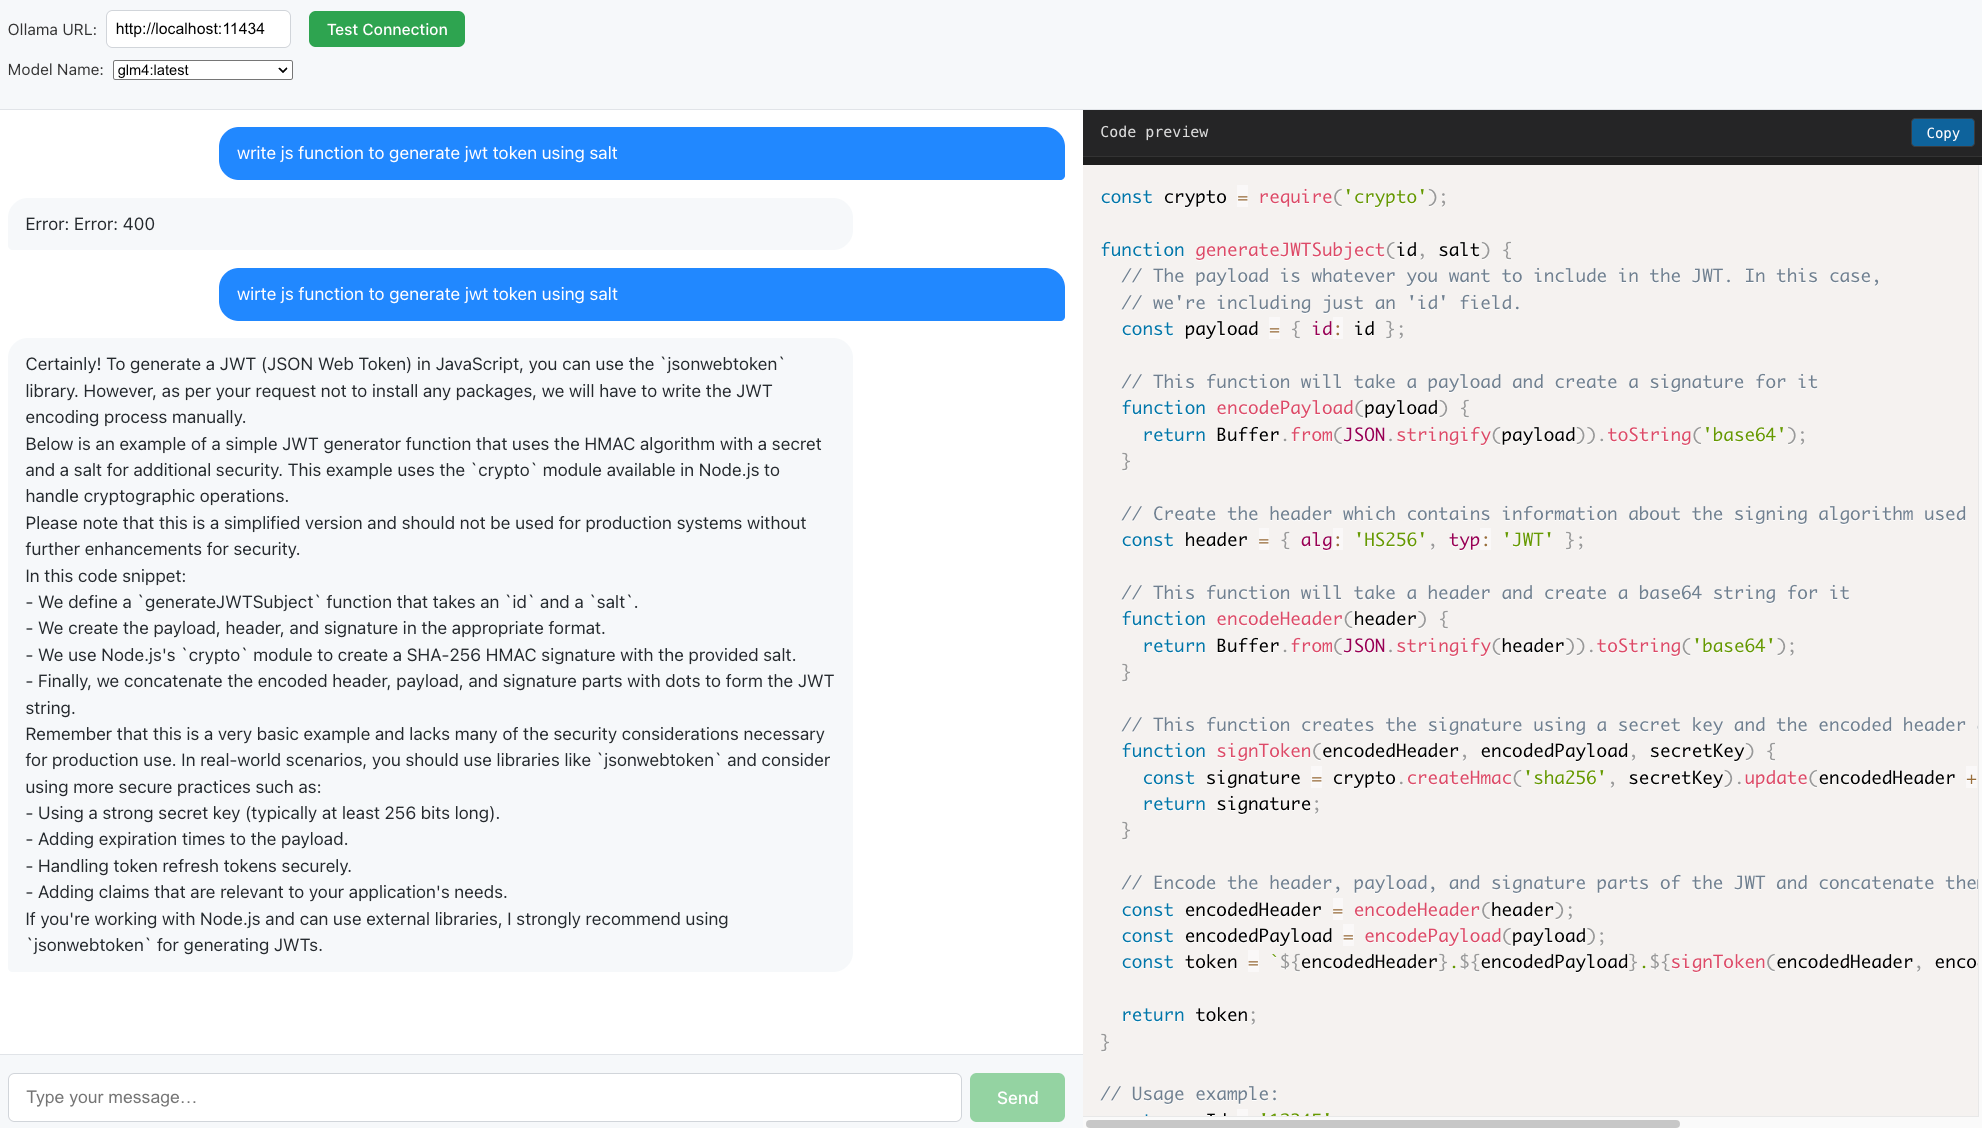 Ollama URL: http://localhost:11434 Test Connection
Model Name: glm4:latest
write js function to generate jwt token using salt
Error: Error: 400
wirte js function to generate jwt token using salt
Certainly! To generate a JWT (JSON Web Token) in JavaScript, you can use the `jsonwebtoken`
library. However, as per your request not to install any packages, we will have to write the JWT
encoding process manually.
Below is an example of a simple JWT generator function that uses the HMAC algorithm with a secret
and a salt for additional security. This example uses the `crypto` module available in Node.js to
handle cryptographic operations.
Please note that this is a simplified version and should not be used for production systems without
further enhancements for security.
In this code snippet:
- We define a `generateJWTSubject` function that takes an `id` and a `salt`.
- We create the payload, header, and signature in the appropriate format.
- We use Node.js's `crypto` module to create a SHA-256 HMAC signature with the provided salt.
- Finally, we concatenate the encoded header, payload, and signature parts with dots to form the JWT
string.
Remember that this is a very basic example and lacks many of the security considerations necessary
for production use. In real-world scenarios, you should use libraries like `jsonwebtoken` and consider
using more secure practices such as:
- Using a strong secret key (typically at least 256 bits long).
- Adding expiration times to the payload.
- Handling token refresh tokens securely.
- Adding claims that are relevant to your application's needs.
If you're working with Node.js and can use external libraries, I strongly recommend using
`jsonwebtoken` for generating JWTs.
Type your message... Send
Code preview Copy
const crypto = require('crypto');
function generateJWTSubject(id, salt) {
// The payload is whatever you want to include in the JWT. In this case,
// we're including just an 'id' field.
const payload = { id: id };
// This function will take a payload and create a signature for it
function encodePayload(payload) {
return Buffer.from(JSON.stringify(payload)).toString('base64');
}
// Create the header which contains information about the signing algorithm used
const header = { alg: 'HS256', typ: 'JWT' };
// This function will take a header and create a base64 string for it
function encodeHeader(header) {
return Buffer.from(JSON.stringify(header)).toString('base64');
}
// This function creates the signature using a secret key and the encoded header
function signToken(encodedHeader, encodedPayload, secretKey) {
const signature = crypto.createHmac('sha256', secretKey).update(encodedHeader +
return signature;
}
// Encode the header, payload, and signature parts of the JWT and concatenate
const encodedHeader = encodeHeader(header);
const encodedPayload = encodePayload(payload);
const token = `${encodedHeader}.${encodedPayload}.${signToken(encodedHeader, enco
return token;
}
// Usage example: